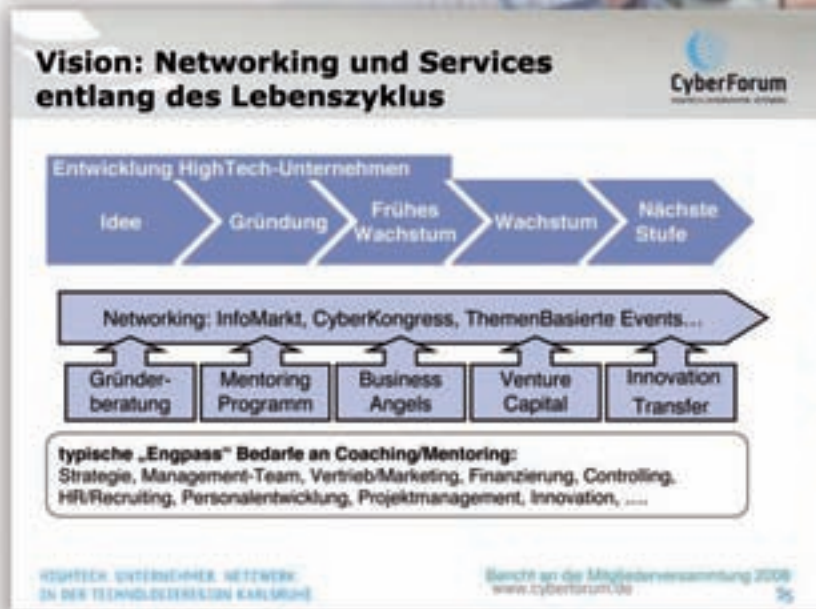 Vision: Networking und Services
entlang des Lebenszyklus
CyberForum
Entwicklung HighTech-Unternehmen
Idee
Gründung
Frühes
Wachstum
Wachstum
Nächste
Stufe
Networking: InfoMarkt, CyberKongress, ThemenBasierte Events...
Gründer-
beratung
Mentoring
Programm
Business
Angels
Venture
Capital
Innovation
Transfer
typische „Engpass" Bedarfe an Coaching/Mentoring:
Strategie, Management-Team, Vertrieb/Marketing, Finanzierung, Controlling,
HR/Recruiting, Personalentwicklung, Projektmanagement, Innovation, ....
HIGHTECH UNTERNEHMER NETZWERK
IN DER TECHNOLOGIEREGION KARLSRUHE
Bericht an die Mitgliederversammlung 2008
www.cyberforum.de